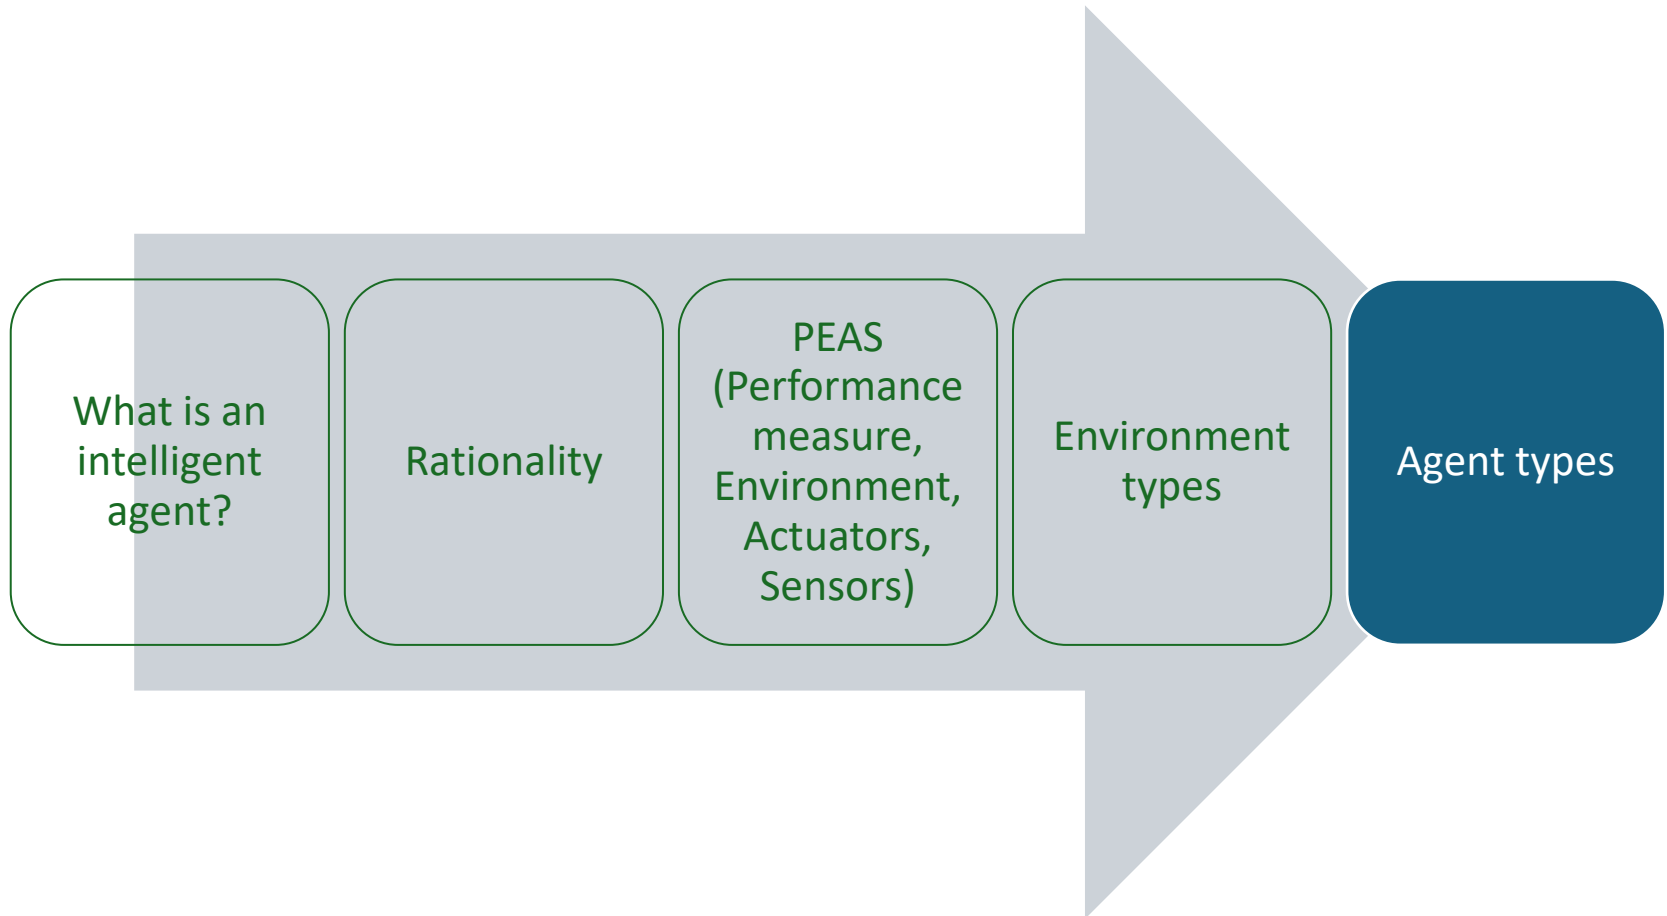 What is an
intelligent
agent?
Rationality
PEAS
(Performance
measure,
Environment,
Actuators,
Sensors)
Environment
types
Agent types